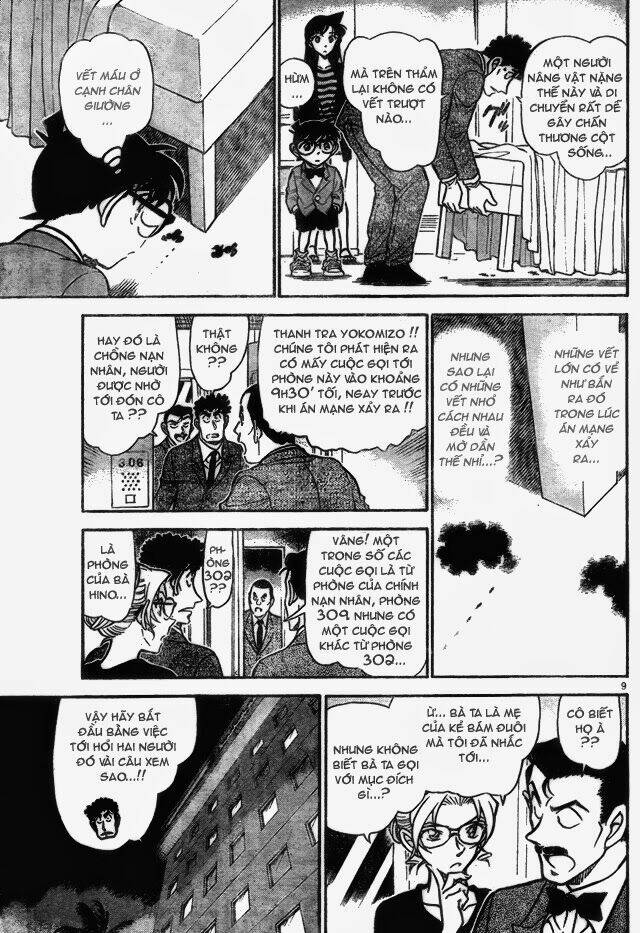 MỘT NGƯỜI
NÂNG VẬT NẶNG
THẾ NÀY VÀ DI
CHUYỂN RẤT DỄ
GÂY CHẤN
THƯƠNG CỘT
SỐNG...
MÀ TRÊN THẢM
LẠI KHÔNG CÓ
VẾT TRƯỢT
NÀO...
HỪM
...
VẾT MÁU Ở
CẠNH CHÂN
GIƯỜNG
...
NHỮNG VẾT
LỚN CÓ VẺ
NHƯ BẮN RA
ĐÓ TRONG LÚC
ÁN MẠNG
XẢY
RA...
NHƯNG
SAO LẠI
CÓ NHỮNG
VẾT NHỎ
CÁCH NHAU
ĐỀU VÀ
MỜ DẦN
THẾ NHỈ...?
THANH TRA YOKOMIZO !!
CHÚNG TÔI PHÁT HIỆN RA
CÓ MẤY CUỘC GỌI TỚI
PHÒNG NÀY VÀO KHOẢNG
9H30' TỐI, NGAY TRƯỚC
KHI ÁN MẠNG XẢY RA !!
THẬT
KHÔNG?
??
HAY ĐÓ LÀ
CHỒNG NẠN
NHÂN, NGƯỜI
ĐƯỢC NHỜ
TỚI ĐÓN CÔ
TA ??
306
VÂNG! MỘT
TRONG SỐ CÁC
CUỘC GỌI LÀ TỪ
PHÒNG CỦA CHÍNH
NẠN NHÂN, PHÒNG
309 NHƯNG CÓ
MỘT CUỘC GỌI
KHÁC TỪ PHÒNG
302...
PHÒNG
302??
LÀ
PHÒNG
CỦA BÀ
HINO...
9
CÔ BIẾT
HỌ À
??
Ừ... BÀ TA LÀ MẸ
CỦA KẺ BÁM ĐUÔI
MÀ TÔI ĐÃ NHẮC
TỚI...
NHƯNG KHÔNG
BIẾT BÀ TA GỌI
VỚI MỤC ĐÍCH
GÌ...?
VẬY HÃY BẮT
ĐẦU BẰNG VIỆC
TỚI HỎI HAI NGƯỜI
ĐÓ VÀI CÂU XEM
SAO...!!